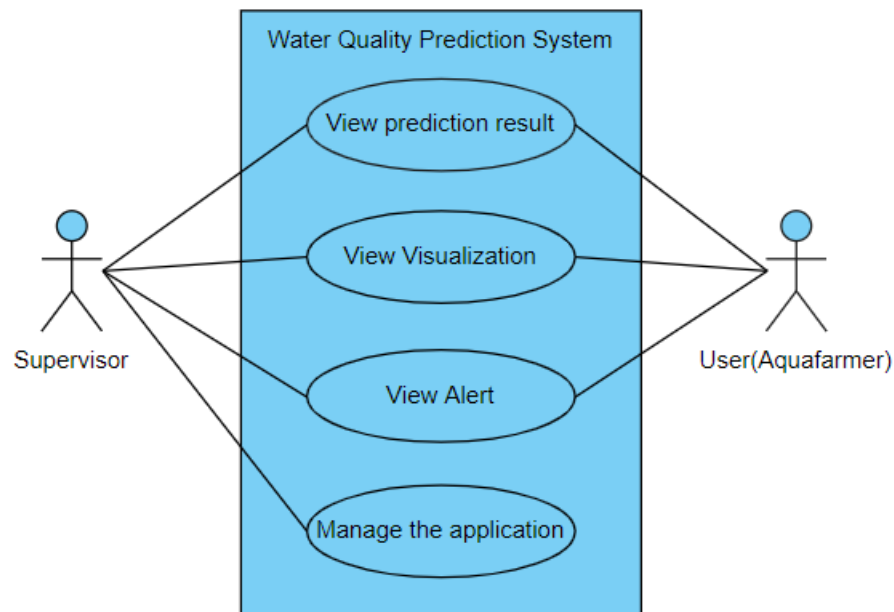 Water Quality Prediction System
View prediction result
View Visualization
View Alert
Manage the application
Supervisor
User(Aquafarmer)